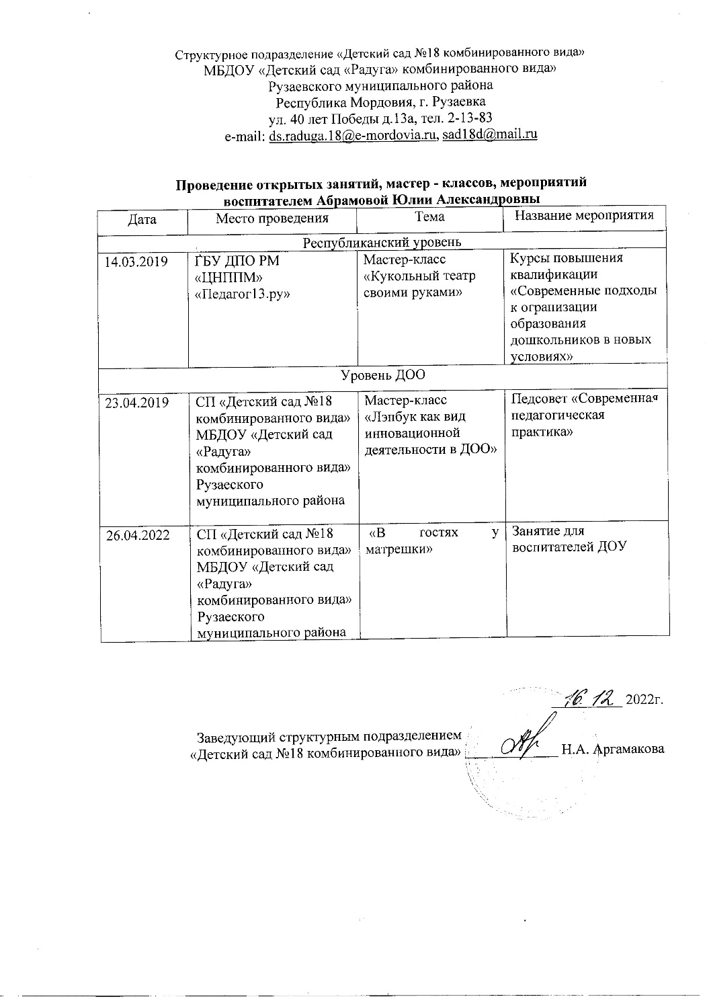 Структурное подразделение «Детский сад №18 комбинированного вида»
МБДОУ «Детский сад «Радуга» комбинированного вида»
Рузаевского муниципального района
Республика Мордовия, г. Рузаевка
ул. 40 лет Победы д.13а, тел. 2-13-83
e-mail: ds.raduga.18@e-mordovia.ru, sad18d@mail.ru
Проведение открытых занятий, мастер - классов, мероприятий
воспитателем Абрамовой Юлии Александровны
Дата Место проведения Тема Название мероприятия
Республиканский уровень
14.03.2019
ГБУ ДПО РМ
«ЦНППМ»
«Педагог13.ру»
Мастер-класс
«Кукольный театр
своими руками»
Курсы повышения
квалификации
«Современные подходы
к организации
образования
дошкольников в новых
условиях»
Уровень ДОО
23.04.2019
СП «Детский сад №18
комбинированного вида»
МБДОУ «Детский сад
«Радуга»
комбинированного вида»
Рузаеского
муниципального района
Мастер-класс
«Лэпбук как вид
инновационной
деятельности в ДОО»
Педсовет «Современная
педагогическая
практика»
26.04.2022
СП «Детский сад №18
комбинированного вида»
МБДОУ «Детский сад
«Радуга»
комбинированного вида»
Рузаеского
муниципального района
«В гостях у
матрешки»
Занятие для
воспитателей ДОУ
16.12 2022г.
Заведующий структурным подразделением
«Детский сад №18 комбинированного вида» Н.А. Аргамакова